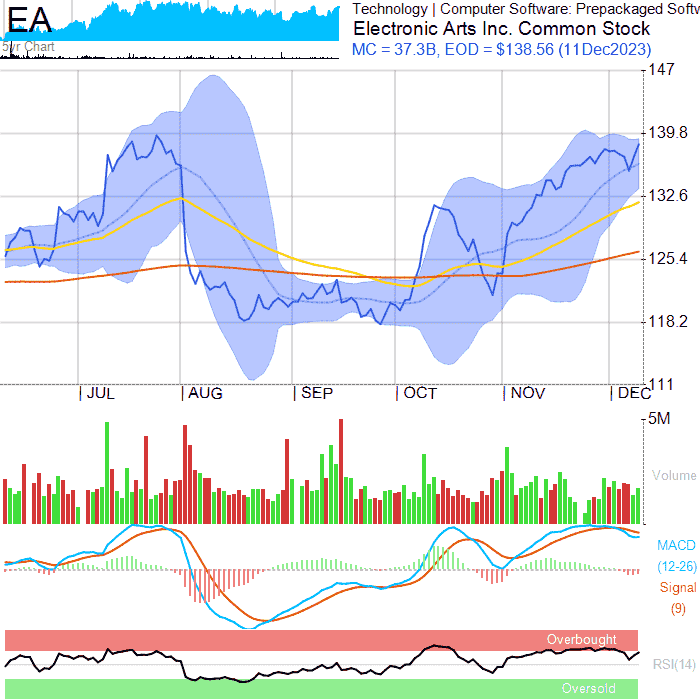 EA
5yr Chart
Technology | Computer Software: Prepackaged Softw
Electronic Arts Inc. Common Stock
MC = 37.3B, EOD = $138.56 (11Dec2023)
147
139.8
132.6
125.4
118.2
111
| JUL | AUG | SEP | OCT | NOV | DEC
5M
Volume
MACD
(12-26)
Signal
(9)
Overbought
RSI(14)
Oversold